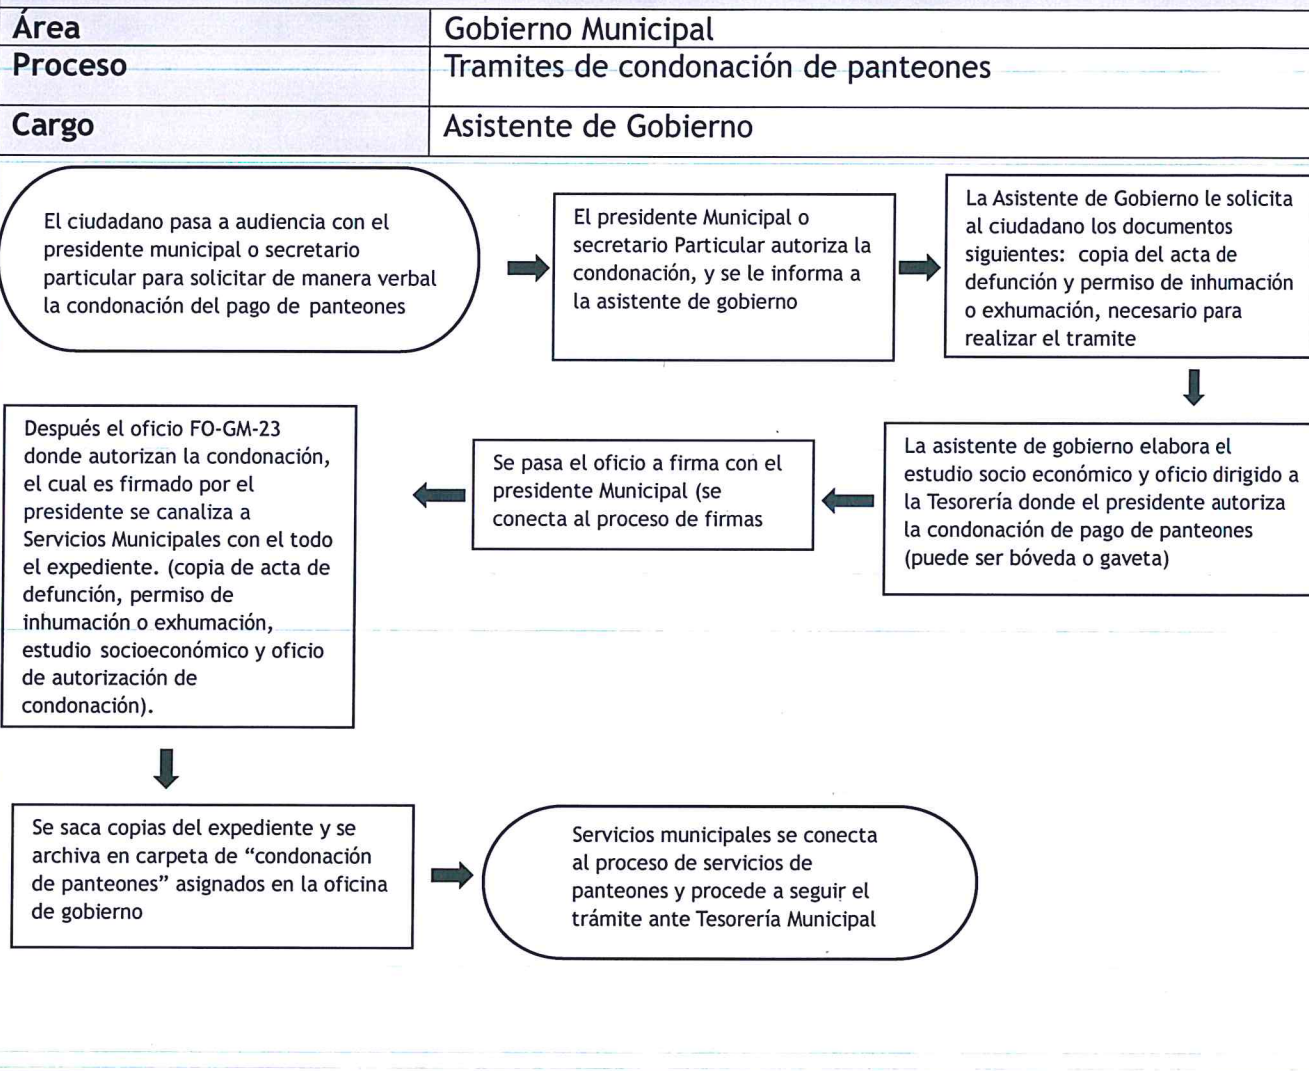 Área
Gobierno Municipal
Proceso
Tramites de condonación de panteones
Cargo
Asistente de Gobierno
El ciudadano pasa a audiencia con el
presidente municipal o secretario
particular para solicitar de manera verbal
la condonación del pago de panteones
El presidente Municipal o
secretario Particular autoriza la
condonación, y se le informa a
la asistente de gobierno
La Asistente de Gobierno le solicita
al ciudadano los documentos
siguientes: copia del acta de
defunción y permiso de inhumación
o exhumación, necesario para
realizar el tramite
La asistente de gobierno elabora el
estudio socio económico y oficio dirigido a
la Tesorería donde el presidente autoriza
la condonación de pago de panteones
(puede ser bóveda o gaveta)
Se pasa el oficio a firma con el
presidente Municipal (se
conecta al proceso de firmas
Después el oficio FO-GM-23
donde autorizan la condonación,
el cual es firmado por el
presidente se canaliza a
Servicios Municipales con el todo
el expediente. (copia de acta de
defunción, permiso de
inhumación o exhumación,
estudio socioeconómico y oficio
de autorización de
condonación).
Se saca copias del expediente y se
archiva en carpeta de “condonación
de panteones” asignados en la oficina
de gobierno
Servicios municipales se conecta
al proceso de servicios de
panteones y procede a seguir el
trámite ante Tesorería Municipal